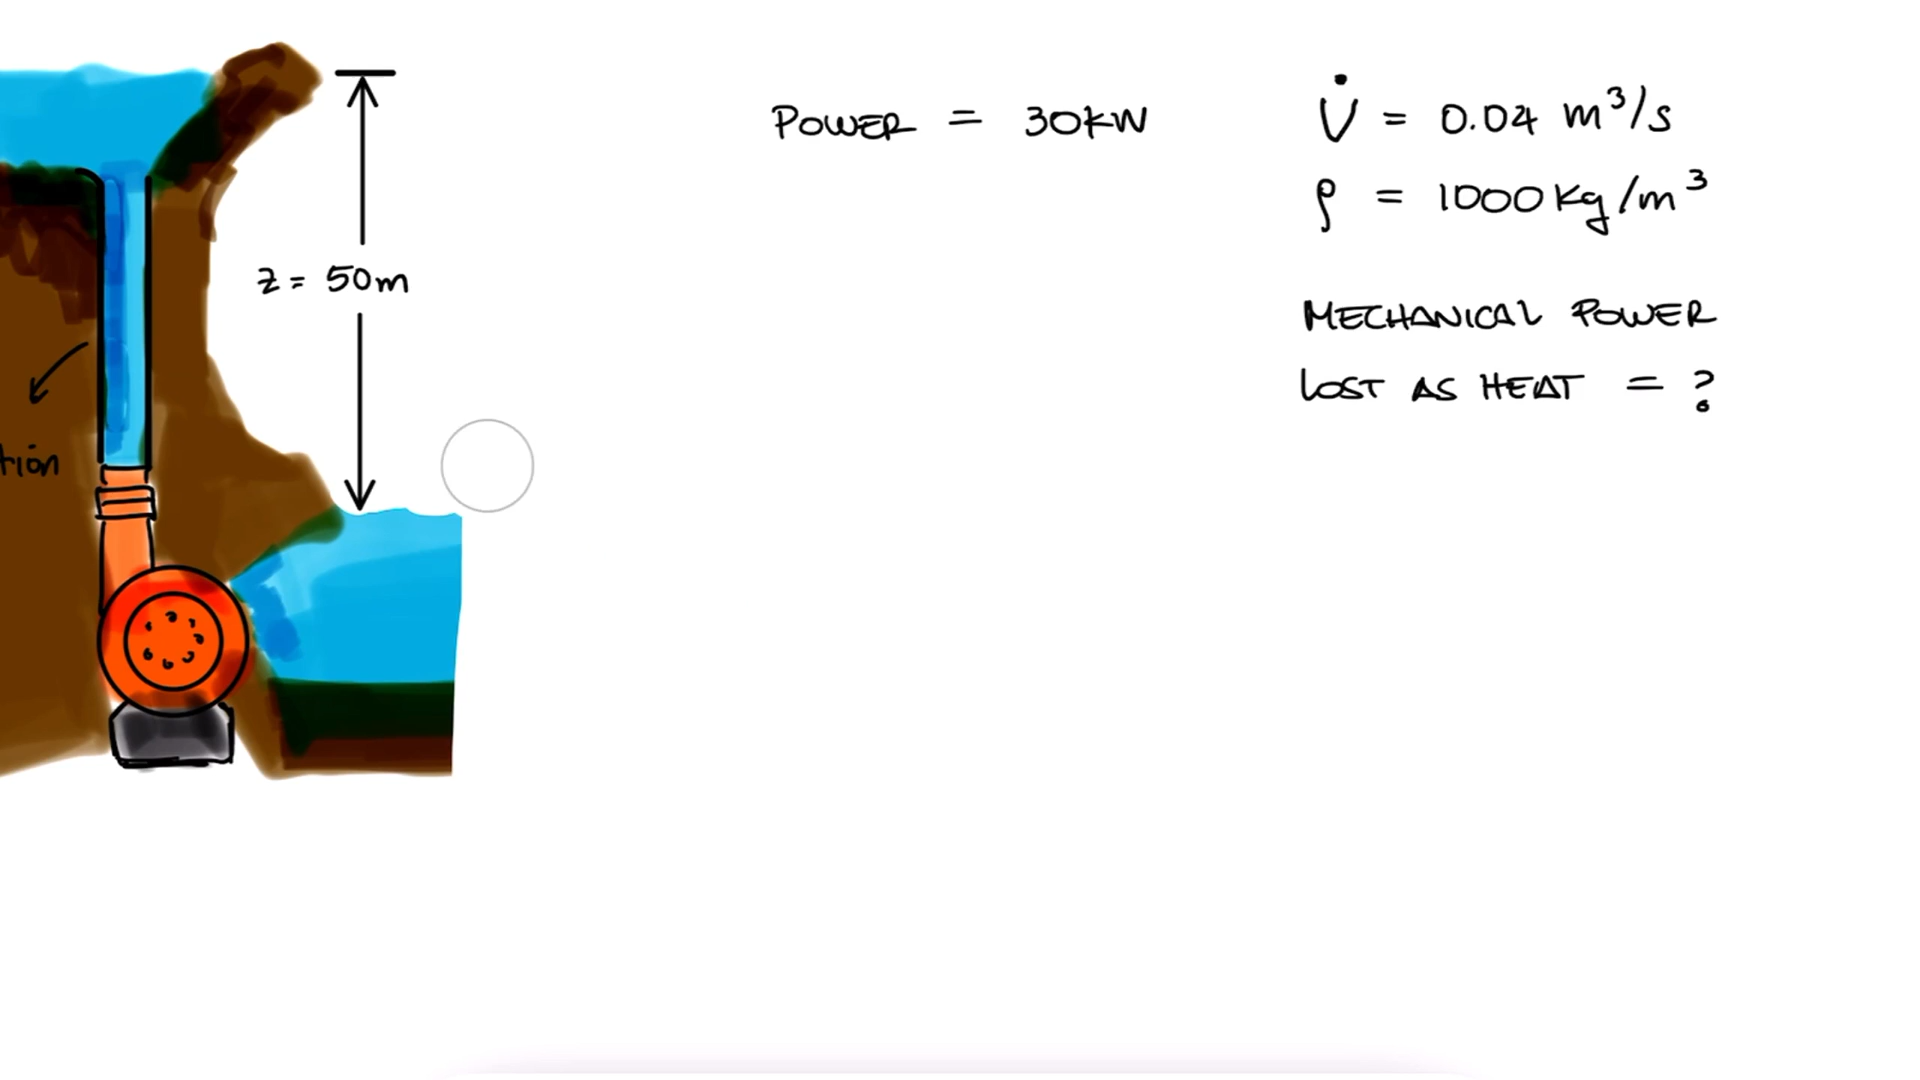 POWER = 30KW
V̇ = 0.04 m³/s
ρ = 1000 Kg/m³
z = 50m
MECHANICAL POWER
LOST AS HEAT = ?
tion